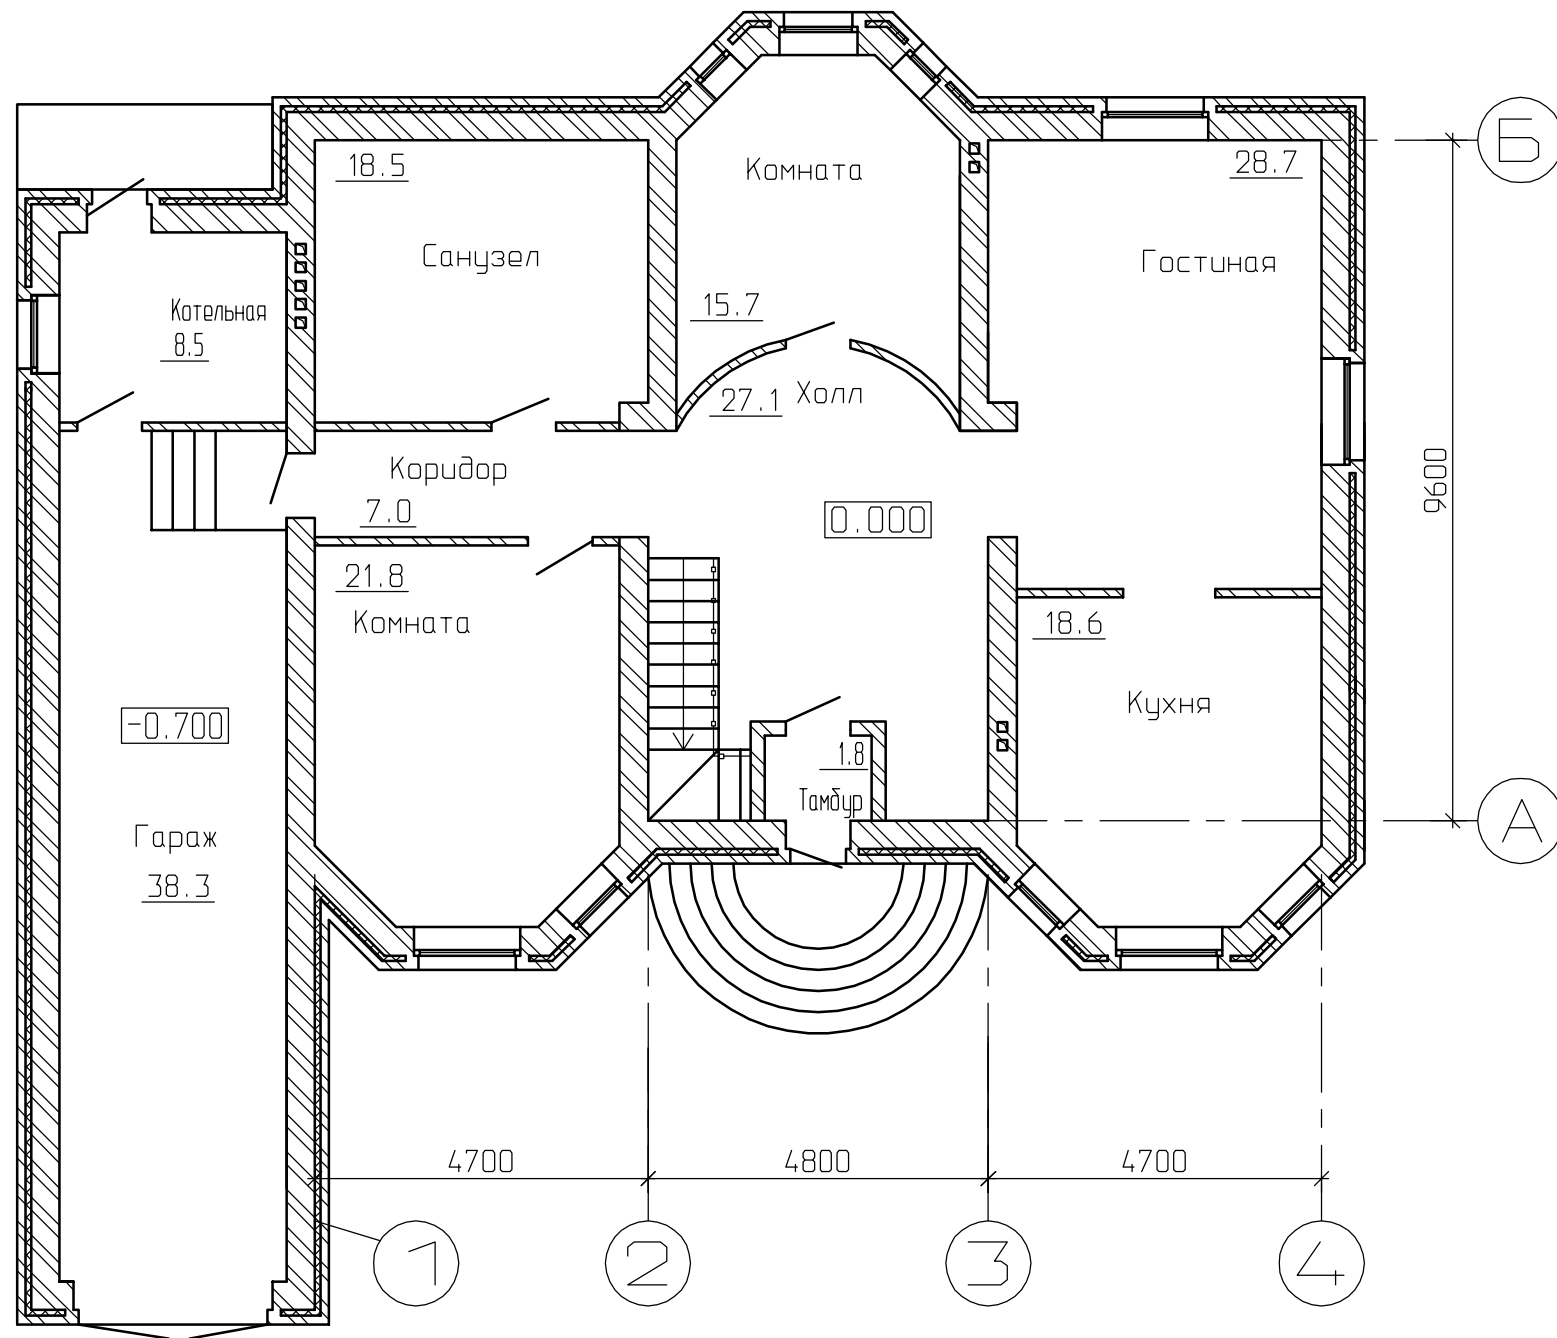 Б
18.5
Комната
28.7
Санузел
Гостиная
Котельная
8.5
15.7
Холл
27.1
Коридор
7.0
0.000
9600
21.8
Комната
18.6
-0.700
Кухня
1.8
Тамбур
А
Гараж
38.3
4700
4800
4700
1
2
3
4